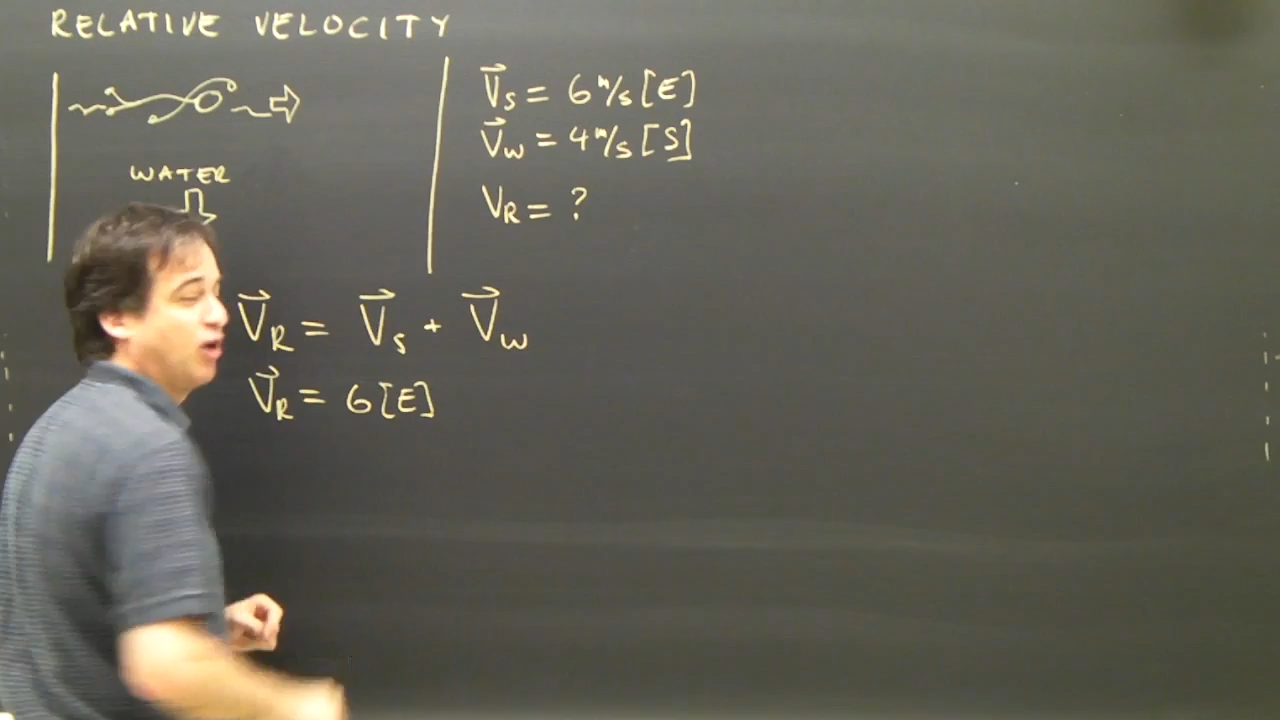 RELATIVE VELOCITY
V⃗s = 6 m/s [E]
V⃗w = 4 m/s [S]
VR = ?
WATER
V⃗R = V⃗s + V⃗w
V⃗R = 6[E]